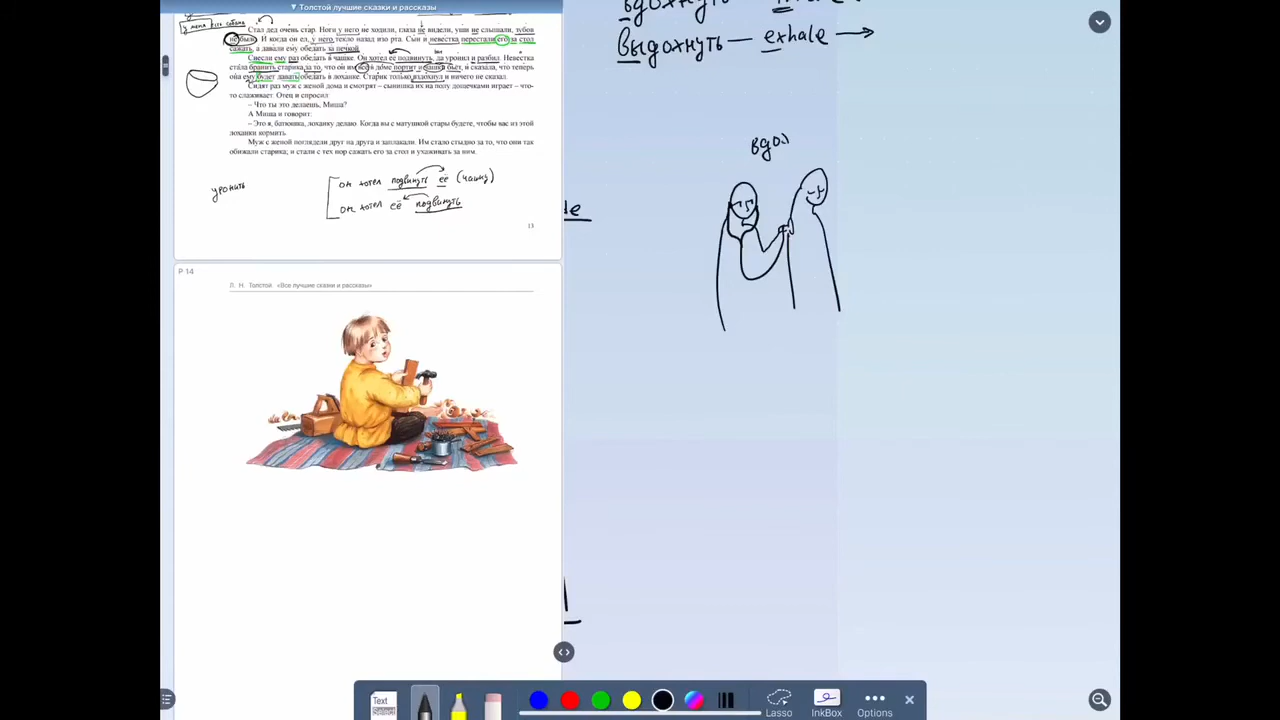 ▼ Толстой лучшие сказки и рассказы
у меня есть собака
Стал дед очень стар. Ноги у него не ходили, глаза не видели, уши не слышали, зубов
не было. И когда он ел, у него текло назад изо рта. Сын и невестка перестали его за стол
сажать, а давали ему обедать за печкой.
Снесли ему раз обедать в чашке. Он хотел ее подвинуть, да уронил и разбил. Невестка
стала бранить старика за то, что он им все в доме портит и чашки бьет, и сказала, что теперь
она ему будет давать обедать в лоханке. Старик только вздохнул и ничего не сказал.
Сидят раз муж с женой дома и смотрят – сынишка их на полу дощечками играет – что-
то слаживает. Отец и спросил:
– Что ты это делаешь, Миша?
А Миша и говорит:
– Это я, батюшка, лоханку делаю. Когда вы с матушкой стары будете, чтобы вас из этой
лоханки кормить.
Муж с женой поглядели друг на друга и заплакали. Им стало стыдно за то, что они так
обижали старика; и стали с тех пор сажать его за стол и ухаживать за ним.
уронить
он хотел подвинуть её (чашку)
он хотел её подвинуть
13
P 14
Л. Н. Толстой. «Все лучшие сказки и рассказы»
выдохнуть — exhale →
вдох
de
Text
Lasso
InkBox
Options